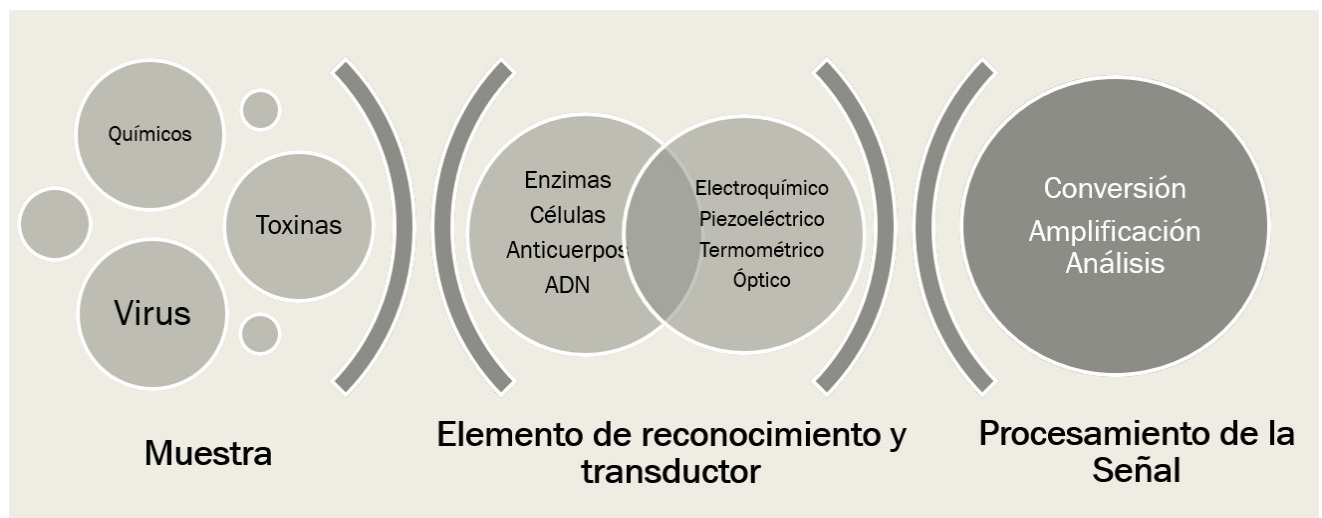 Químicos
Toxinas
Virus
Muestra
Enzimas
Células
Anticuerpos
ADN
Electroquímico
Piezoeléctrico
Termométrico
Óptico
Elemento de reconocimiento y
transductor
Conversión
Amplificación
Análisis
Procesamiento de la
Señal